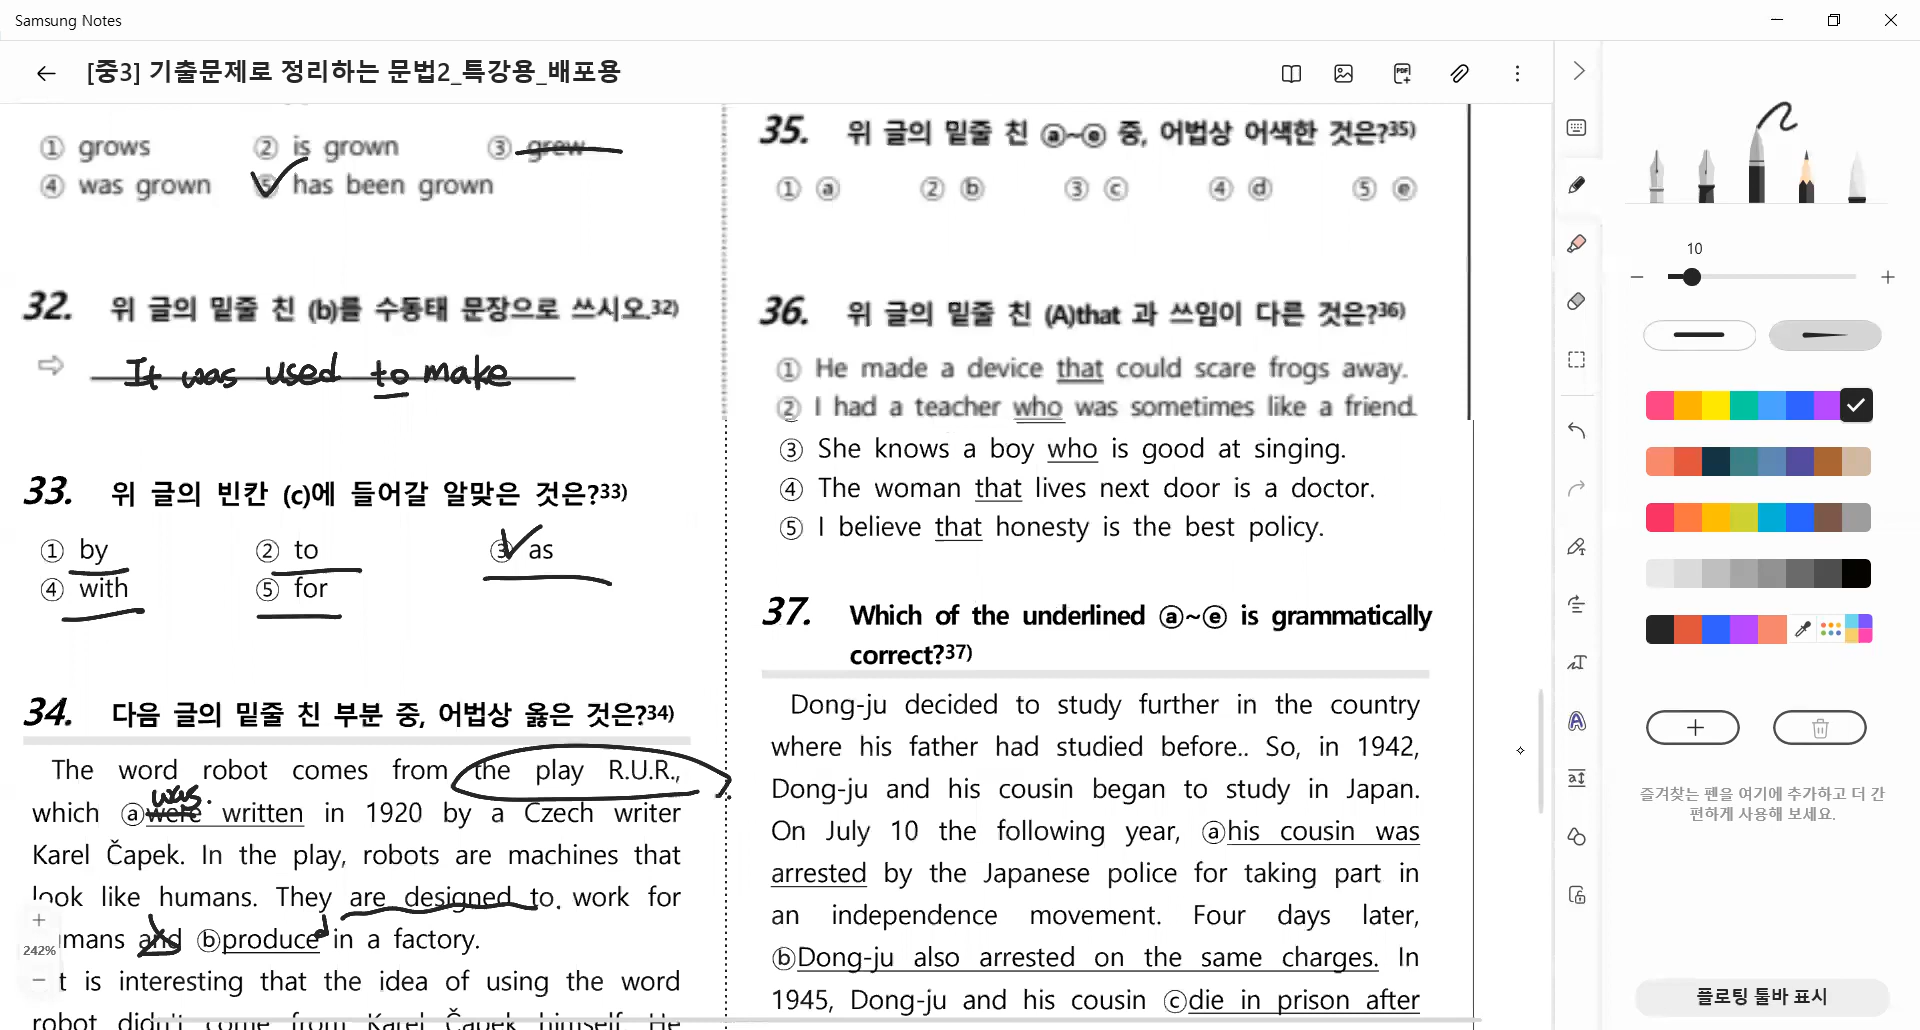 Samsung Notes
[중3] 기출문제로 정리하는 문법2_특강용_배포용
① grows ② is grown ③ grew
④ was grown ⑤ has been grown
32. 위 글의 밑줄 친 (b)를 수동태 문장으로 쓰시오.32)
⇨ It was used to make
33. 위 글의 빈칸 (c)에 들어갈 알맞은 것은?33)
① by ② to ③ as
④ with ⑤ for
34. 다음 글의 밑줄 친 부분 중, 어법상 옳은 것은?34)
The word robot comes from the play R.U.R.,
was
which ⓐwere written in 1920 by a Czech writer
Karel Čapek. In the play, robots are machines that
look like humans. They are designed to work for
umans and ⓑproduced in a factory.
t is interesting that the idea of using the word
robot didn't come from Karel Čapek himself. He
35. 위 글의 밑줄 친 ⓐ~ⓔ 중, 어법상 어색한 것은?35)
① ⓐ ② ⓑ ③ ⓒ ④ ⓓ ⑤ ⓔ
36. 위 글의 밑줄 친 (A)that 과 쓰임이 다른 것은?36)
① He made a device that could scare frogs away.
② I had a teacher who was sometimes like a friend.
③ She knows a boy who is good at singing.
④ The woman that lives next door is a doctor.
⑤ I believe that honesty is the best policy.
37. Which of the underlined ⓐ~ⓔ is grammatically
correct?37)
Dong-ju decided to study further in the country
where his father had studied before.. So, in 1942,
Dong-ju and his cousin began to study in Japan.
On July 10 the following year, ⓐhis cousin was
arrested by the Japanese police for taking part in
an independence movement. Four days later,
ⓑDong-ju also arrested on the same charges. In
1945, Dong-ju and his cousin ⓒdie in prison after
242%
PDF
10
즐겨찾는 펜을 여기에 추가하고 더 간
편하게 사용해 보세요.
플로팅 툴바 표시